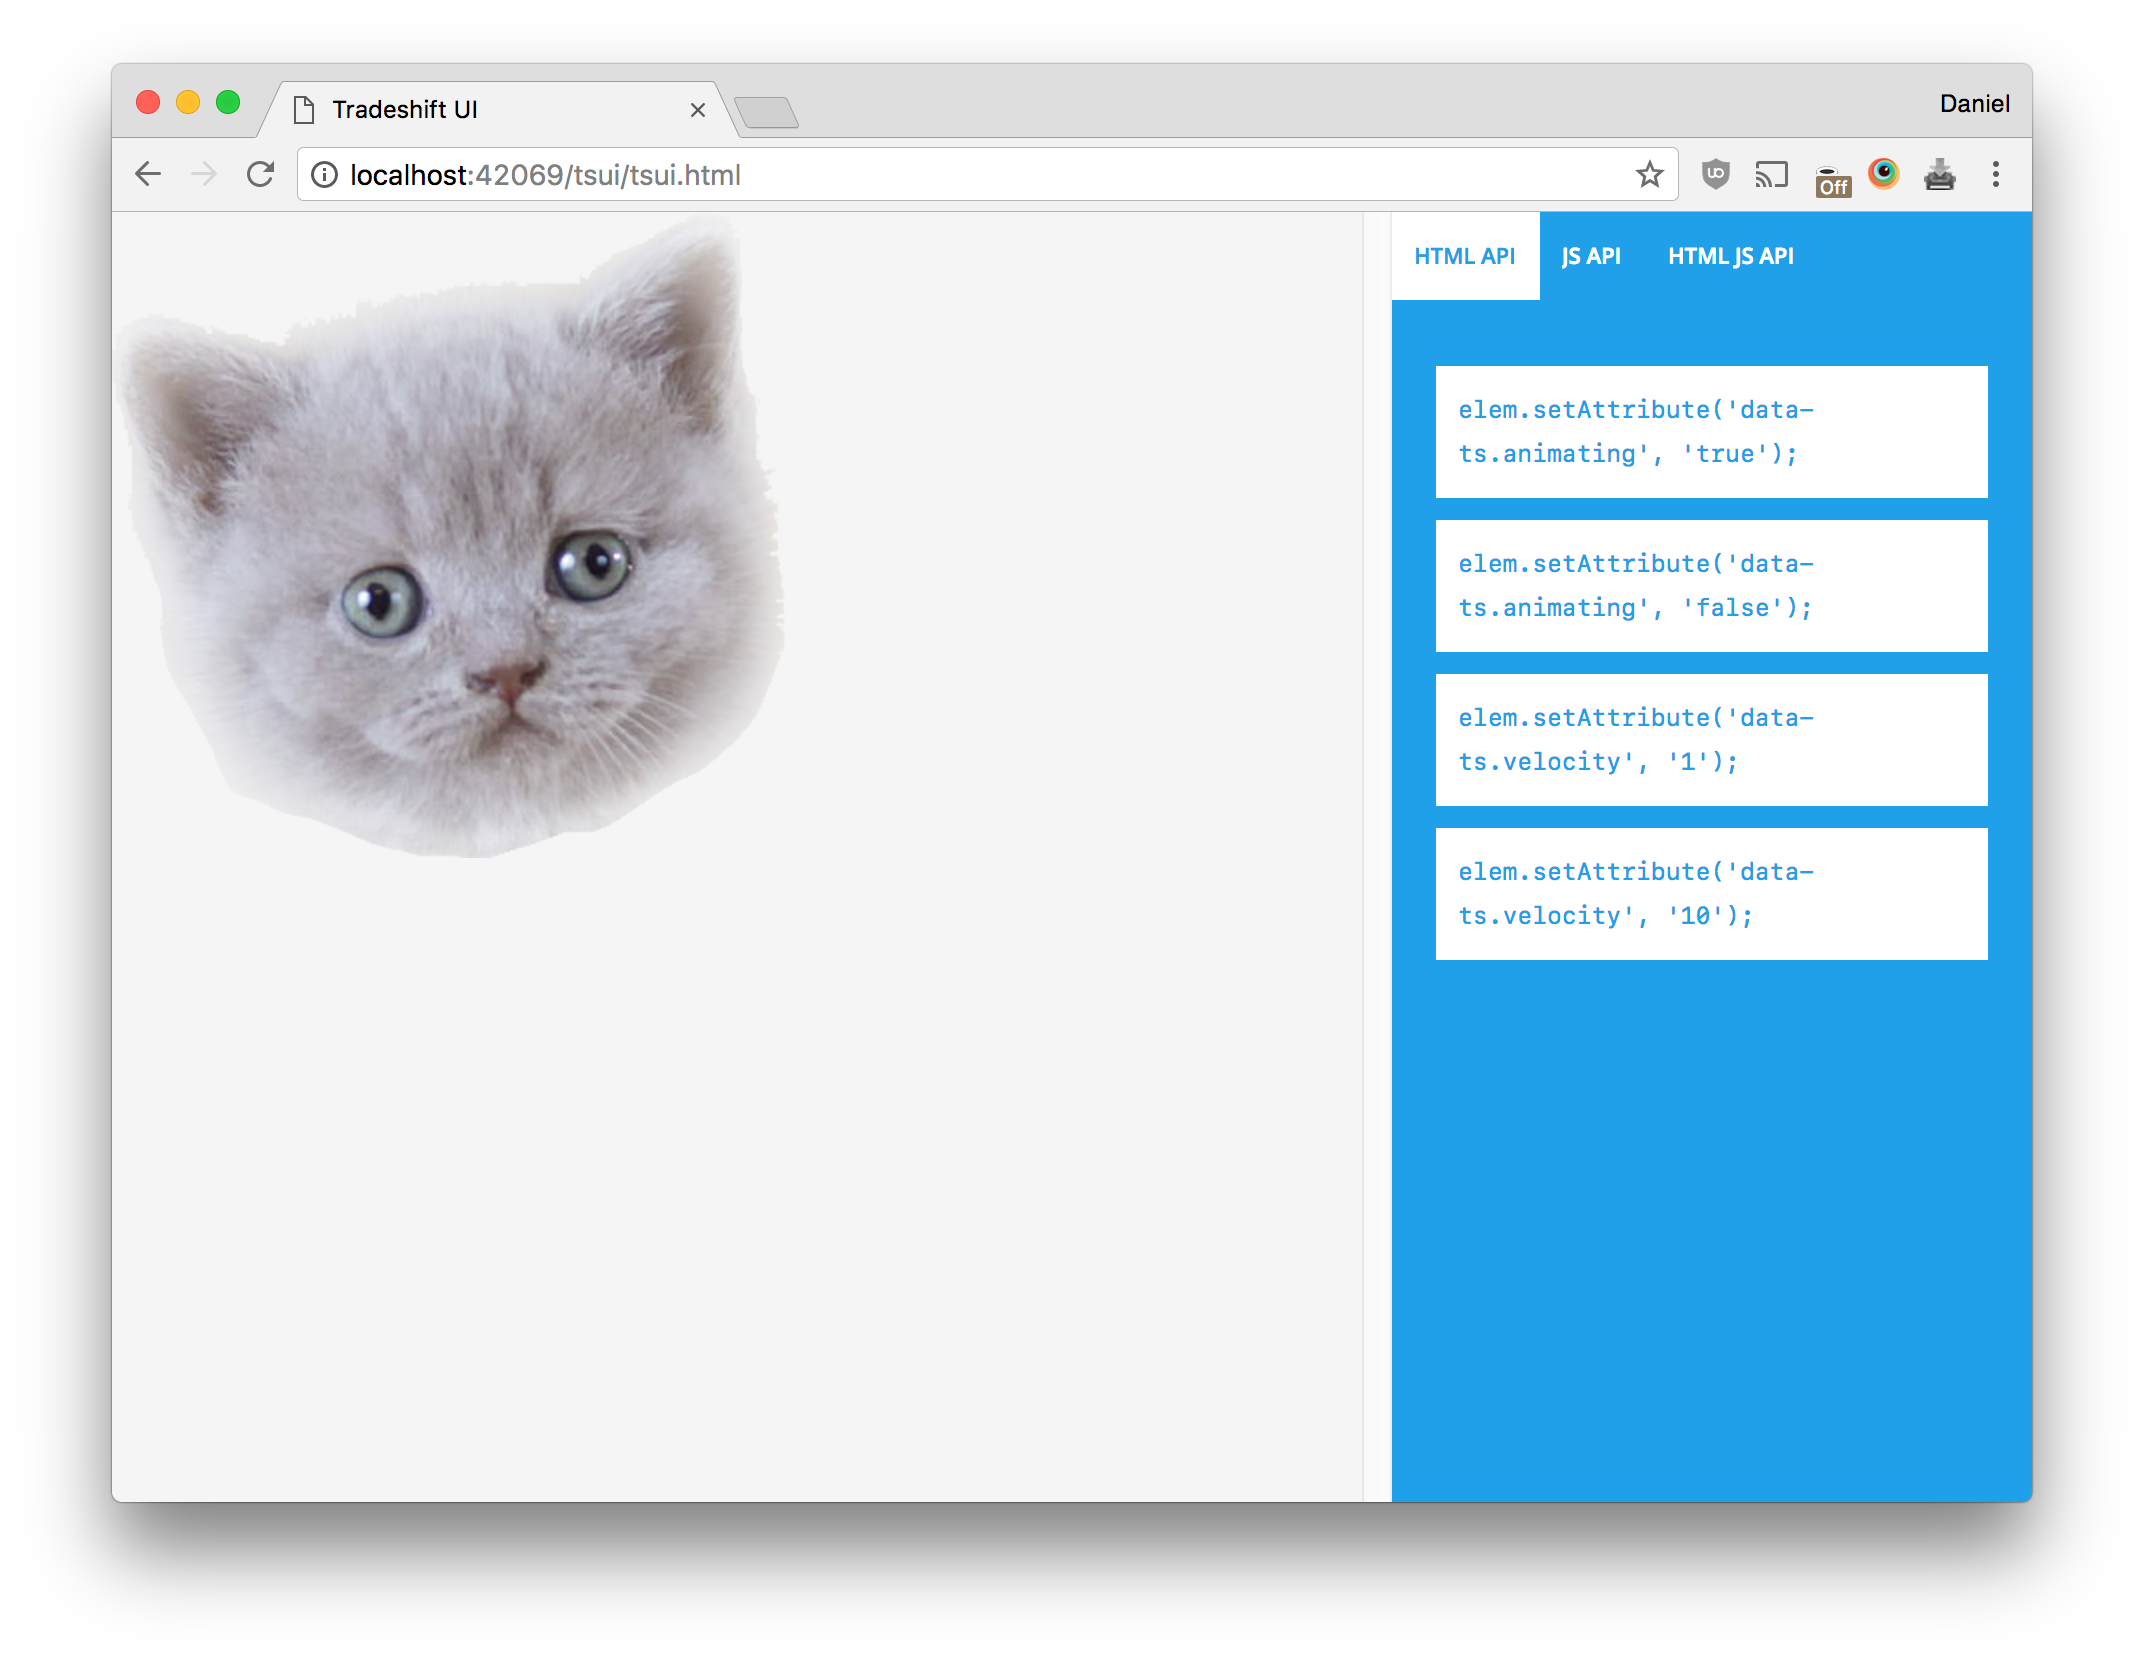 Tradeshift UI
Daniel
localhost:42069/tsui/tsui.html
Off
HTML API JS API HTML JS API
elem.setAttribute('data-
ts.animating', 'true');
elem.setAttribute('data-
ts.animating', 'false');
elem.setAttribute('data-
ts.velocity', '1');
elem.setAttribute('data-
ts.velocity', '10');